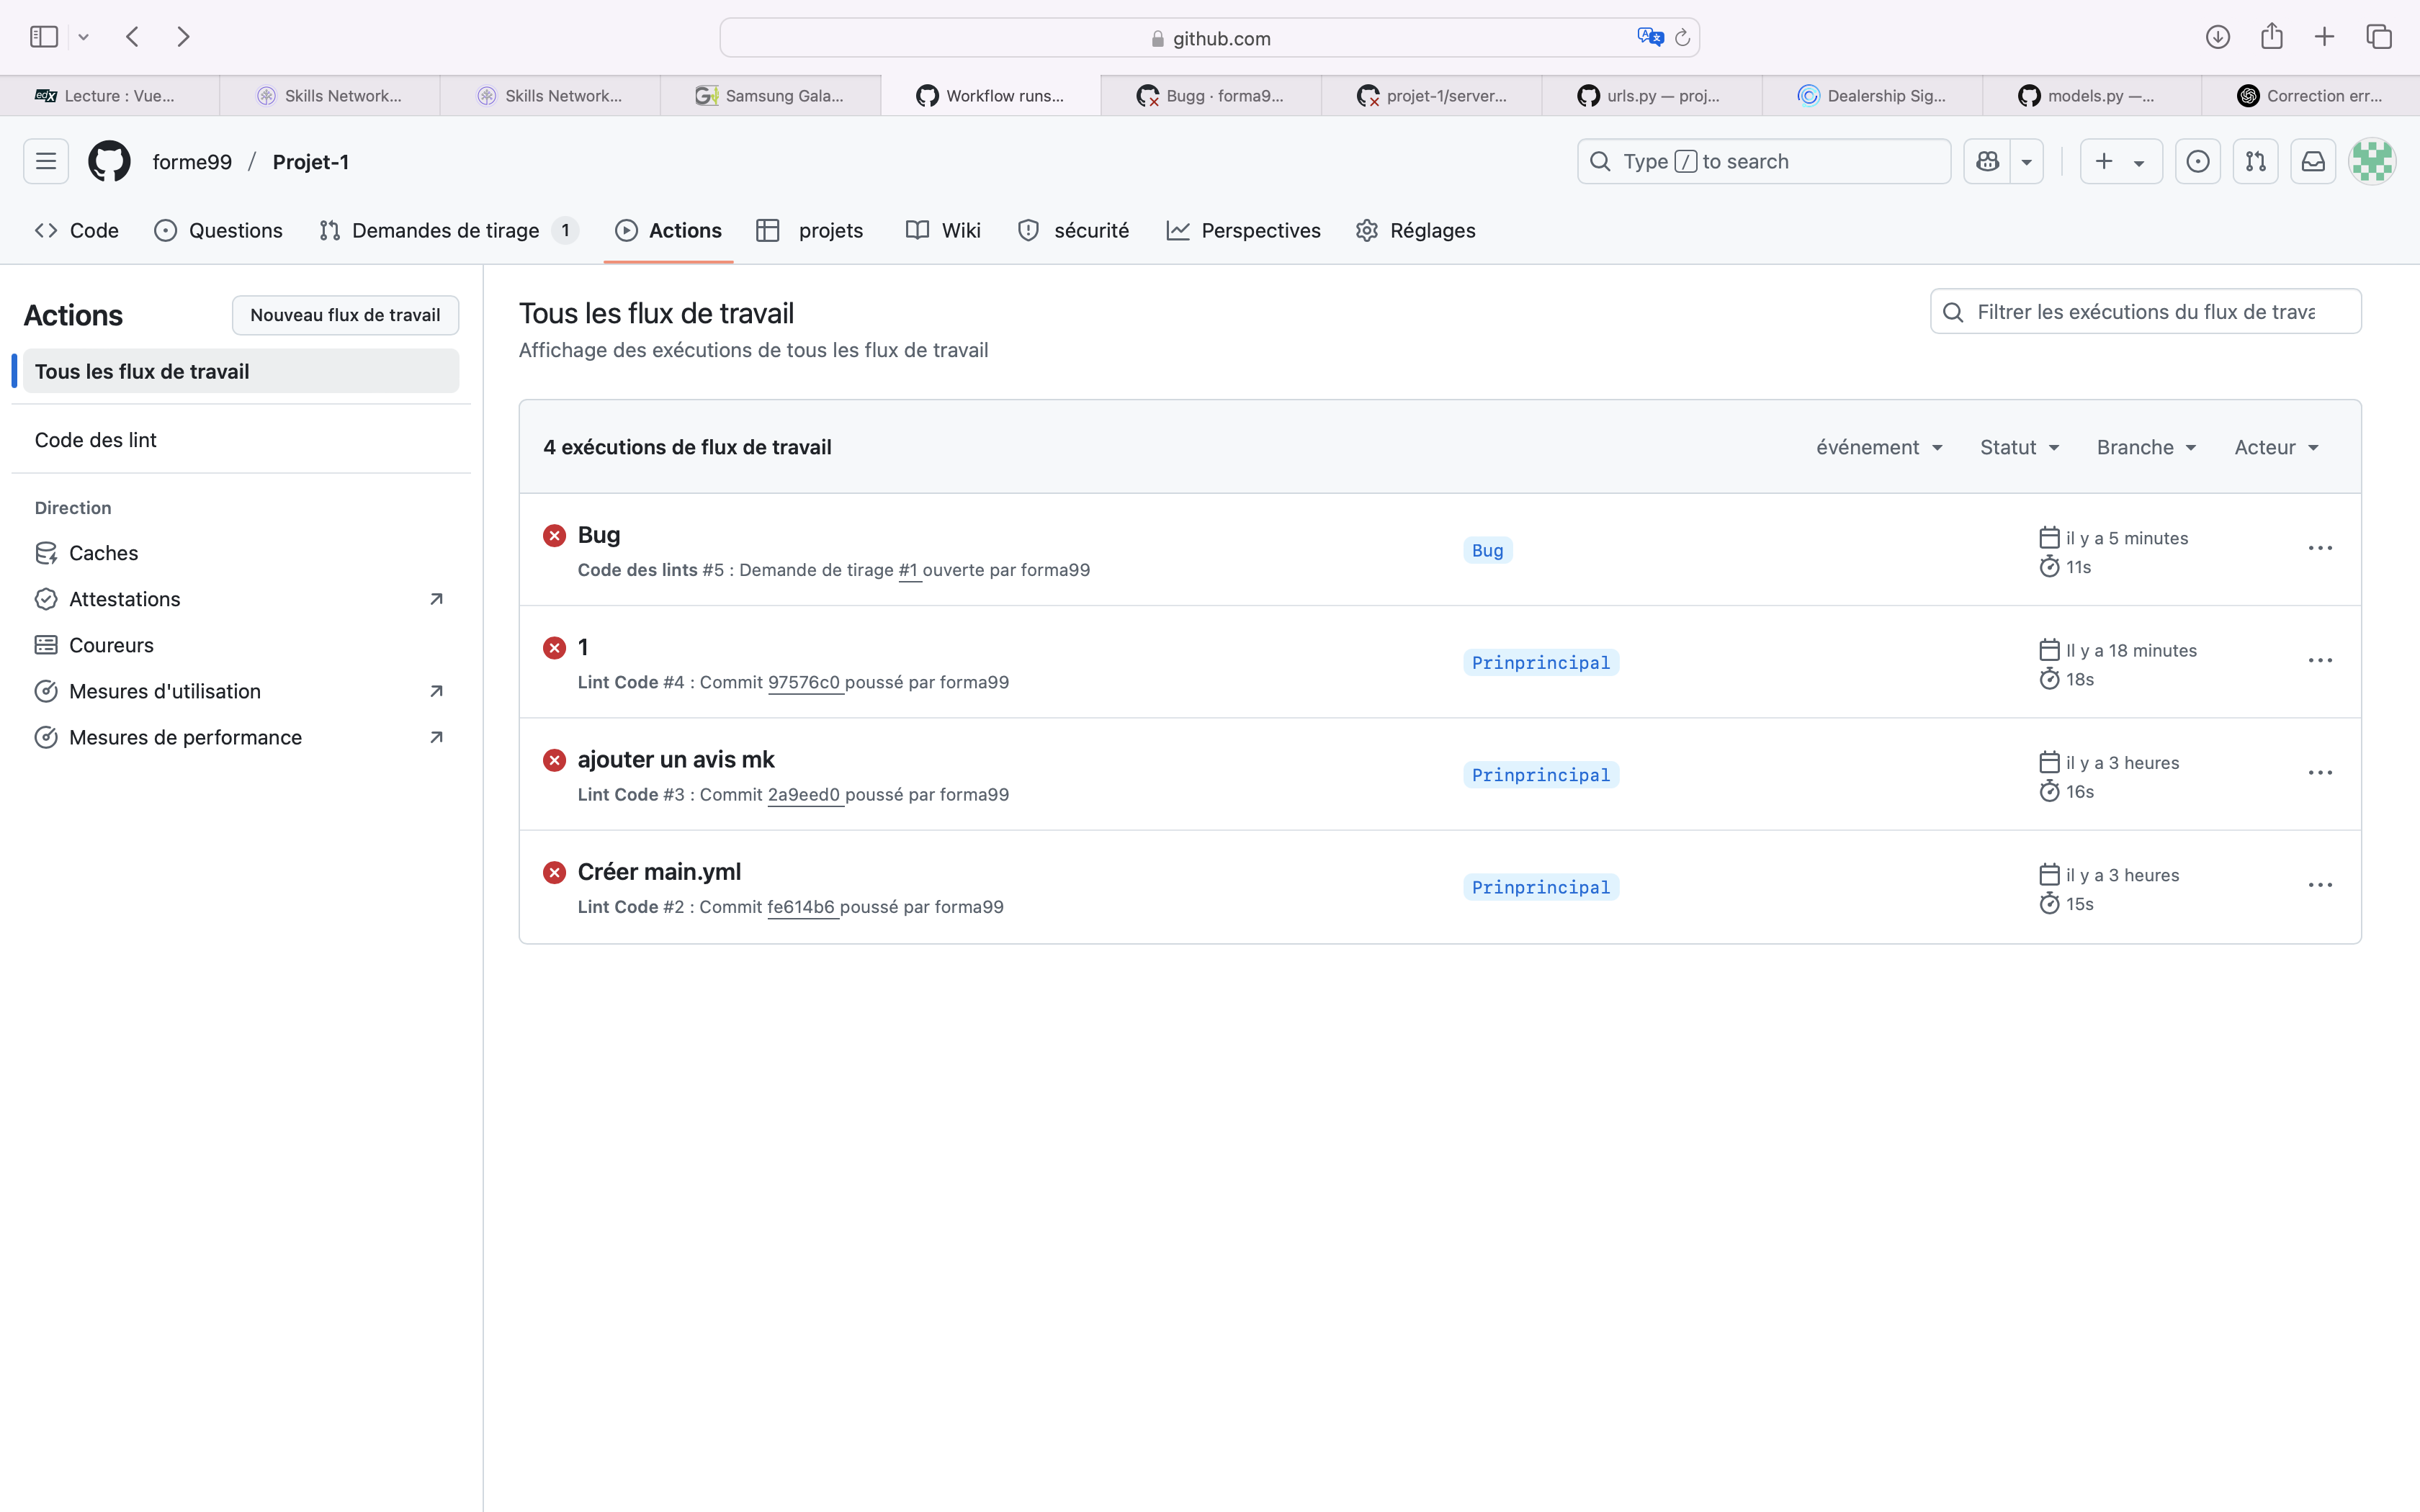 github.com
Lecture : Vue...
Skills Network...
Skills Network...
Samsung Gala...
Workflow runs...
Bugg · forma9...
projet-1/server...
urls.py — proj...
Dealership Sig...
models.py —...
Correction err...
forme99 / Projet-1
Type / to search
Code
Questions
Demandes de tirage 1
Actions
projets
Wiki
sécurité
Perspectives
Réglages
Actions
Nouveau flux de travail
Tous les flux de travail
Code des lint
Direction
Caches
Attestations
Coureurs
Mesures d'utilisation
Mesures de performance
Tous les flux de travail
Affichage des exécutions de tous les flux de travail
Filtrer les exécutions du flux de trava
4 exécutions de flux de travail
événement
Statut
Branche
Acteur
Bug
Code des lints #5 : Demande de tirage #1 ouverte par forma99
Bug
il y a 5 minutes
11s
1
Lint Code #4 : Commit 97576c0 poussé par forma99
Prinprincipal
Il y a 18 minutes
18s
ajouter un avis mk
Lint Code #3 : Commit 2a9eed0 poussé par forma99
Prinprincipal
il y a 3 heures
16s
Créer main.yml
Lint Code #2 : Commit fe614b6 poussé par forma99
Prinprincipal
il y a 3 heures
15s